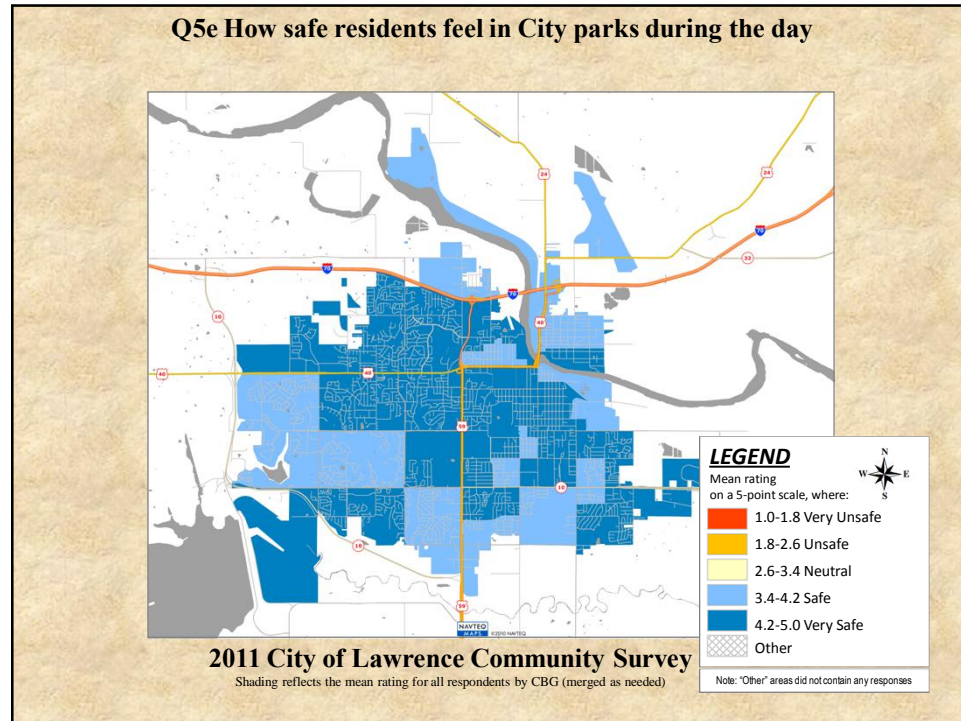 Q5e How safe residents feel in City parks during the day
24
24
70
32
70
70
10
40
40
40
59
10
10
59
NAVTEQ
MAPS
©2010 NAVTEQ
LEGEND
Mean rating
on a 5-point scale, where:
N
W E
S
1.0-1.8 Very Unsafe
1.8-2.6 Unsafe
2.6-3.4 Neutral
3.4-4.2 Safe
4.2-5.0 Very Safe
Other
Note: "Other" areas did not contain any responses
2011 City of Lawrence Community Survey
Shading reflects the mean rating for all respondents by CBG (merged as needed)